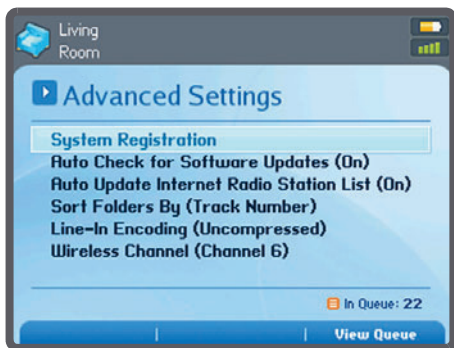 Living
Room
Advanced Settings
System Registration
Auto Check for Software Updates (On)
Auto Update Internet Radio Station List (On)
Sort Folders By (Track Number)
Line-In Encoding (Uncompressed)
Wireless Channel (Channel 6)
In Queue: 22
View Queue